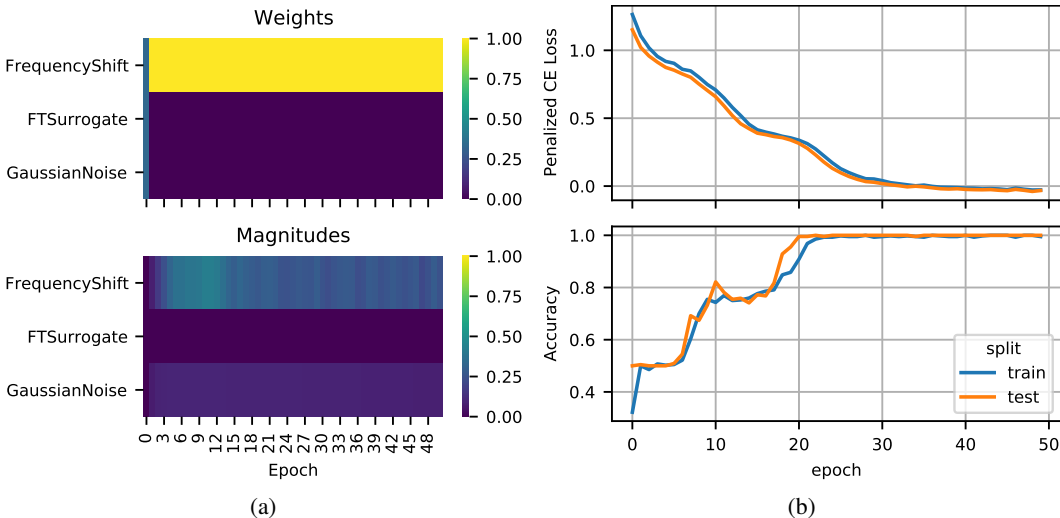 Weights
FrequencyShift
FTSurrogate
GaussianNoise
1.00
0.75
0.50
0.25
0.00
Magnitudes
FrequencyShift
FTSurrogate
GaussianNoise
1.00
0.75
0.50
0.25
0.00
0 3 6 9 12 15 18 21 24 27 30 33 36 39 42 45 48
Epoch
(a)
Penalized CE Loss
1.0
0.5
0.0
Accuracy
1.0
0.8
0.6
0.4
split
train
test
0 10 20 30 40 50
epoch
(b)